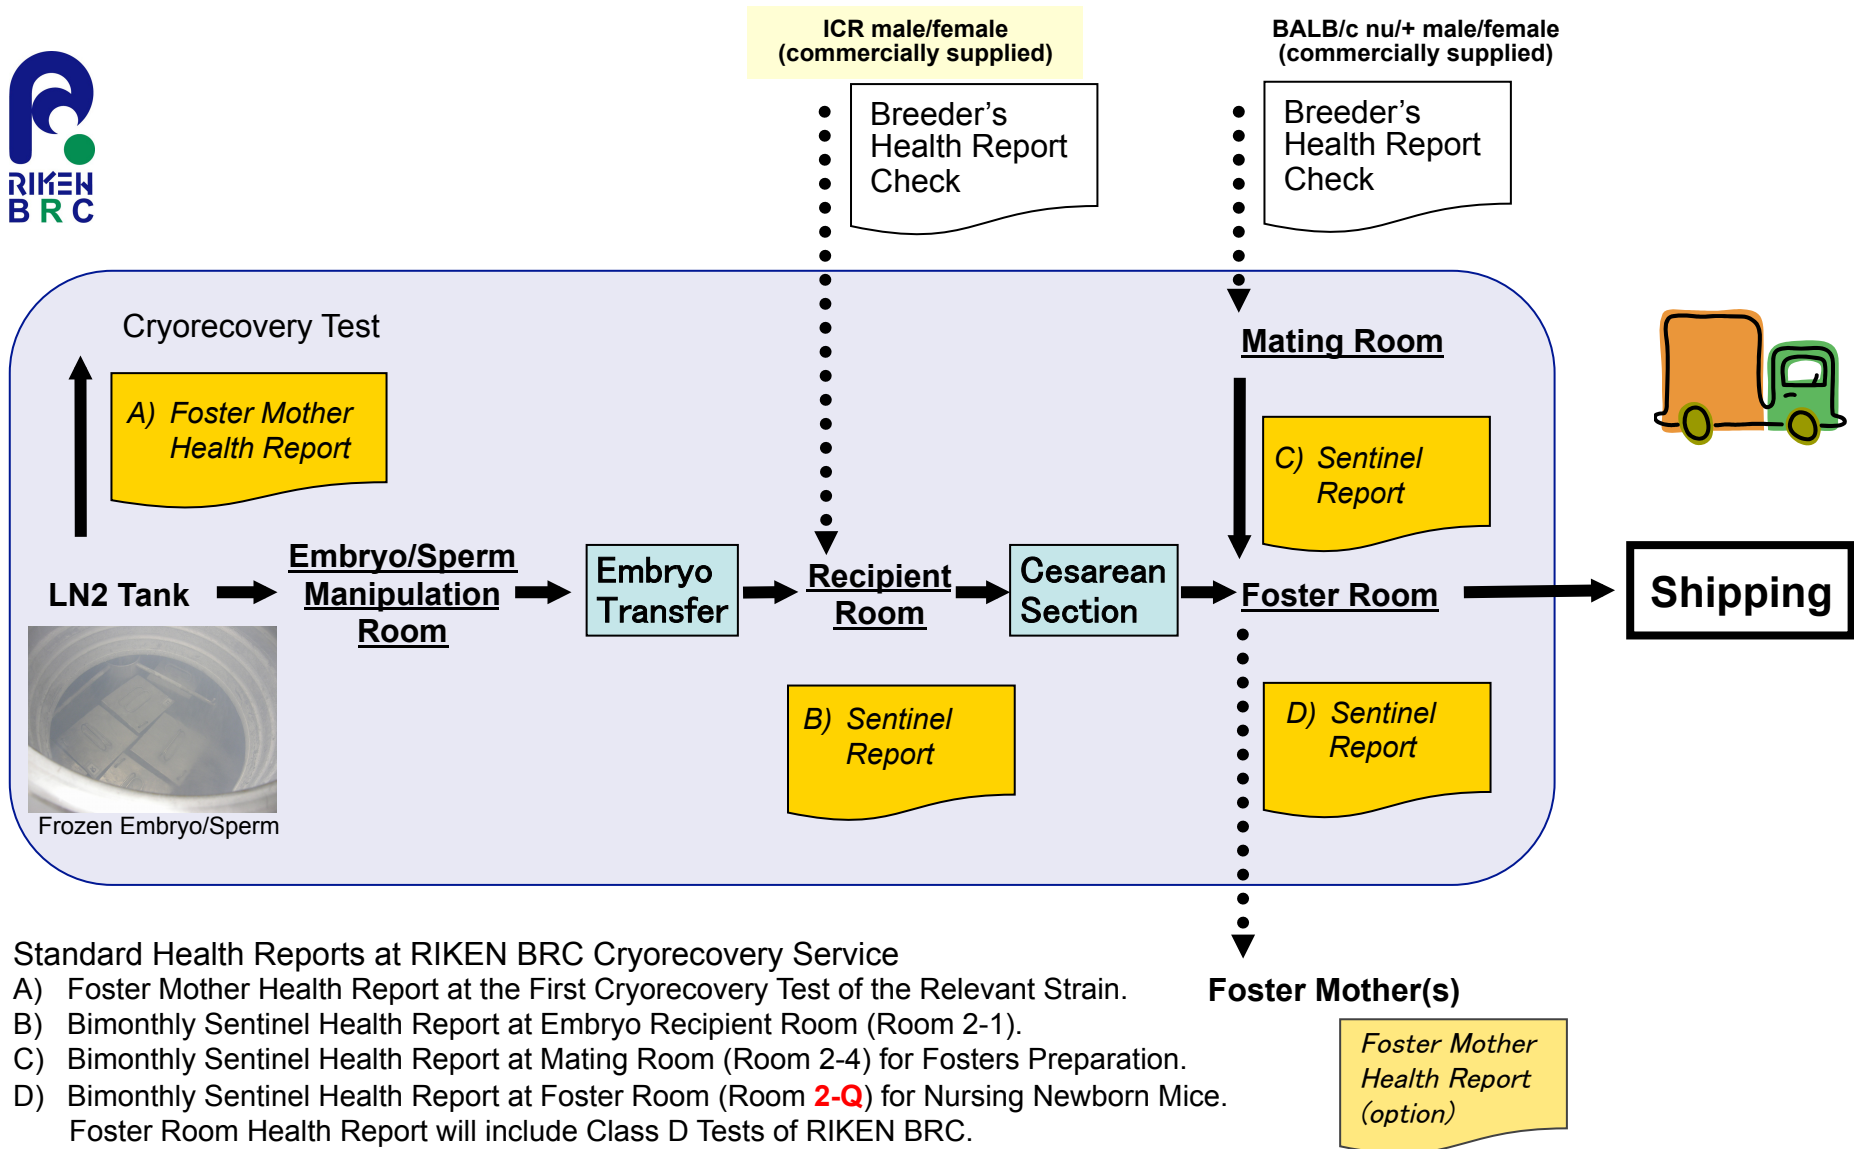 ICR male/female
(commercially supplied)
BALB/c nu/+ male/female
(commercially supplied)
RIKEN
BRC
Breeder’s
Health Report
Check
Breeder’s
Health Report
Check
Cryorecovery Test
Mating Room
A) Foster Mother
Health Report
C) Sentinel
Report
LN2 Tank
Embryo/Sperm
Manipulation
Room
Embryo
Transfer
Recipient
Room
Cesarean
Section
Foster Room
Shipping
B) Sentinel
Report
D) Sentinel
Report
Frozen Embryo/Sperm
Standard Health Reports at RIKEN BRC Cryorecovery Service
A) Foster Mother Health Report at the First Cryorecovery Test of the Relevant Strain.
B) Bimonthly Sentinel Health Report at Embryo Recipient Room (Room 2-1).
C) Bimonthly Sentinel Health Report at Mating Room (Room 2-4) for Fosters Preparation.
D) Bimonthly Sentinel Health Report at Foster Room (Room 2-Q) for Nursing Newborn Mice.
Foster Room Health Report will include Class D Tests of RIKEN BRC.
Foster Mother(s)
Foster Mother
Health Report
(option)